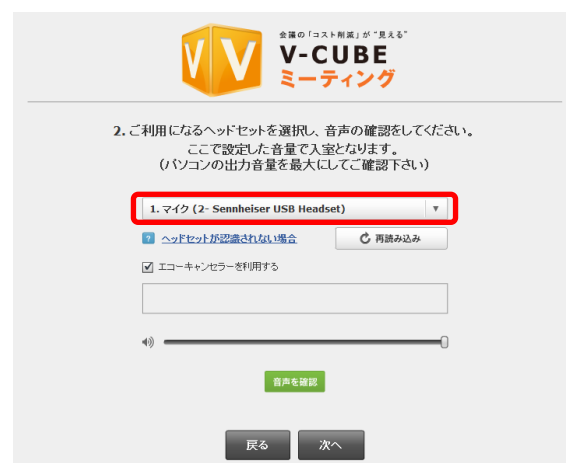 会議の「コスト削減」が“見える”
V-CUBE
ミーティング
2. ご利用になるヘッドセットを選択し、音声の確認をしてください。
ここで設定した音量で入室となります。
(パソコンの出力音量を最大にしてご確認下さい)
1. マイク (2- Sennheiser USB Headset)
? ヘッドセットが認識されない場合 再読み込み
エコーキャンセラーを利用する
音声を確認
戻る 次へ